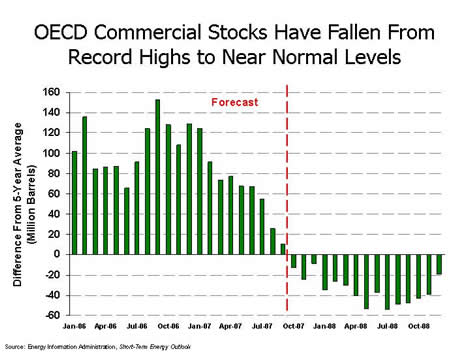 OECD Commercial Stocks Have Fallen From
Record Highs to Near Normal Levels
Difference From 5-Year Average
(Million Barrels)
160
140
120
100
80
60
40
20
0
-20
-40
-60
Forecast
Jan-06 Apr-06 Jul-06 Oct-06 Jan-07 Apr-07 Jul-07 Oct-07 Jan-08 Apr-08 Jul-08 Oct-08
Source: Energy Information Administration, Short-Term Energy Outlook